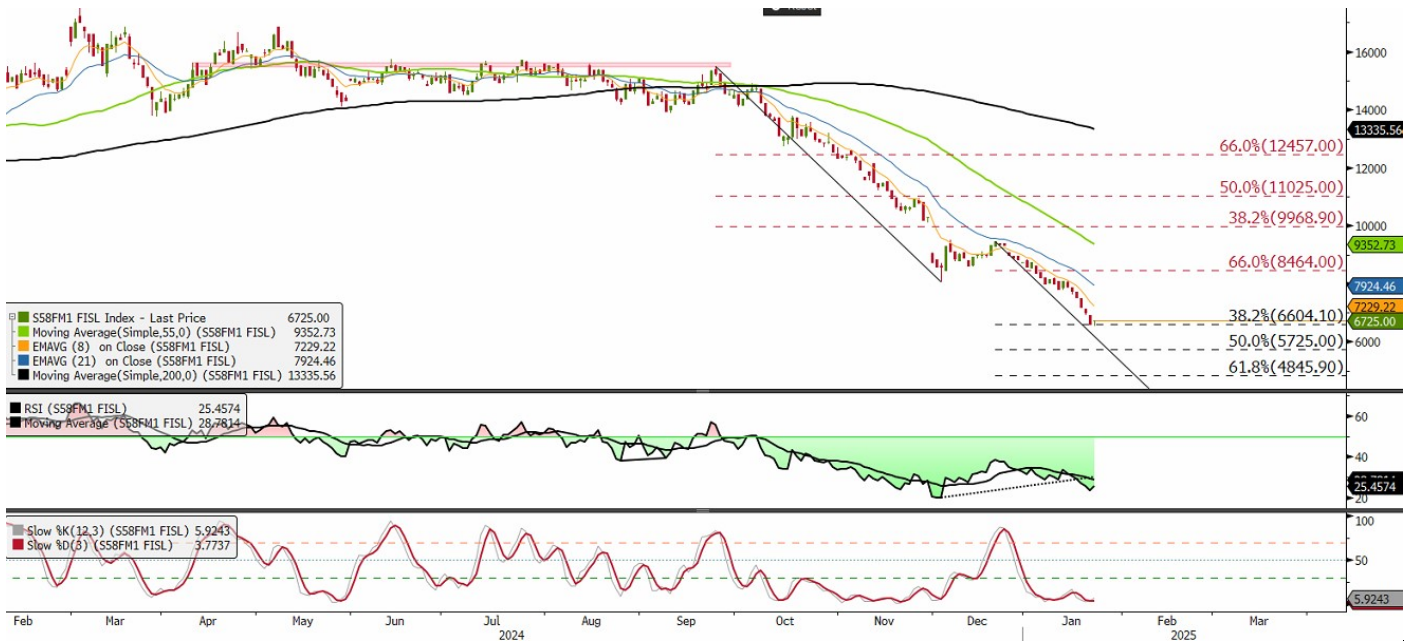 16000
14000
13335.56
66.0%(12457.00)
12000
50.0%(11025.00)
38.2%(9968.90)
10000
9352.73
66.0%(8464.00)
7924.46
7229.22
38.2%(6604.10)
6725.00
50.0%(5725.00)
6000
61.8%(4845.90)
S58FM1 FISL Index - Last Price 6725.00
Moving Average(Simple,55,0) (S58FM1 FISL) 9352.73
EMAVG (8) on Close (S58FM1 FISL) 7229.22
EMAVG (21) on Close (S58FM1 FISL) 7924.46
Moving Average(Simple,200,0) (S58FM1 FISL) 13335.56
RSI (S58FM1 FISL) 25.4574
Moving Average (S58FM1 FISL) 28.7814
60
40
25.4574
20
Slow %K(12,3) (S58FM1 FISL) 5.9243
Slow %D(3) (S58FM1 FISL) 3.7737
100
50
5.9243
Feb Mar Apr May Jun Jul Aug Sep Oct Nov Dec Jan Feb Mar
2024 2025